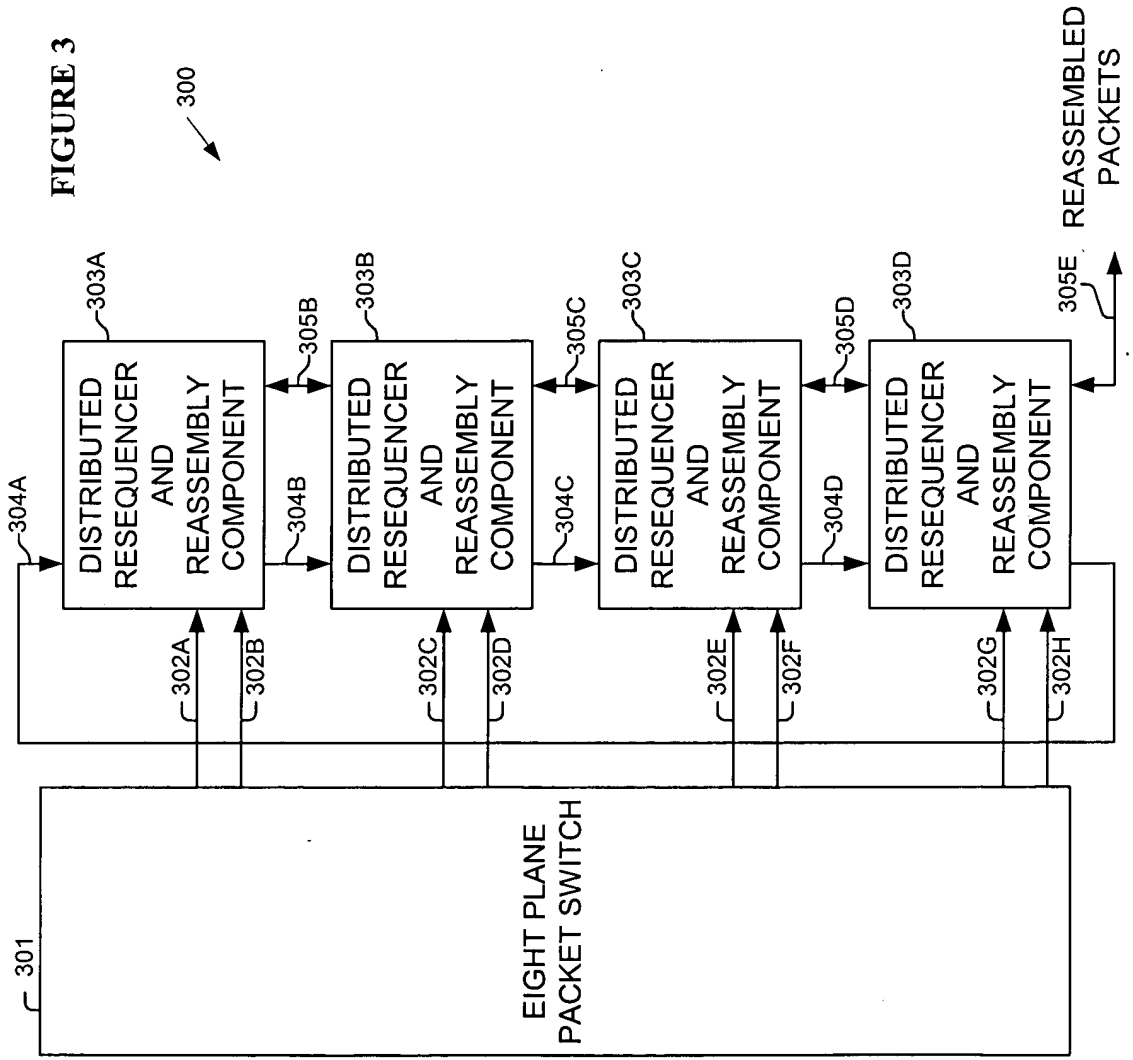 FIGURE 3
300
301
EIGHT PLANE
PACKET SWITCH
304A
303A
DISTRIBUTED
RESEQUENCER
AND
REASSEMBLY
COMPONENT
302A
302B
304B
305B
303B
DISTRIBUTED
RESEQUENCER
AND
REASSEMBLY
COMPONENT
302C
302D
304C
305C
303C
DISTRIBUTED
RESEQUENCER
AND
REASSEMBLY
COMPONENT
302E
302F
304D
305D
303D
DISTRIBUTED
RESEQUENCER
AND
REASSEMBLY
COMPONENT
302G
302H
305E
REASSEMBLED
PACKETS